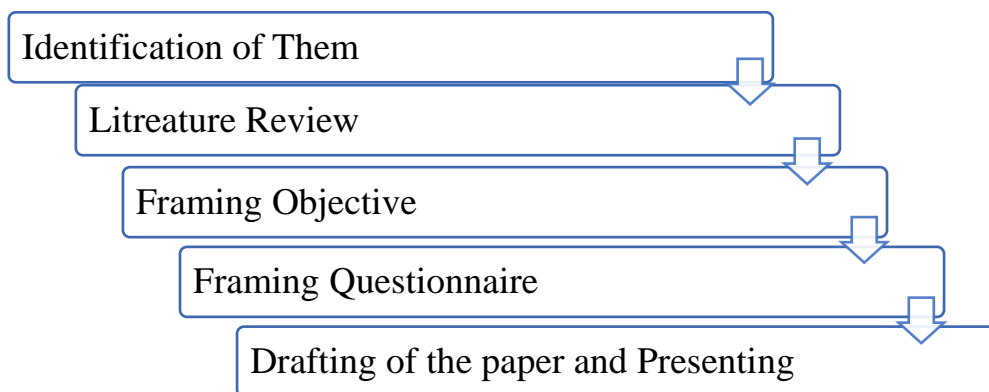 Identification of Them
Litreature Review
Framing Objective
Framing Questionnaire
Drafting of the paper and Presenting